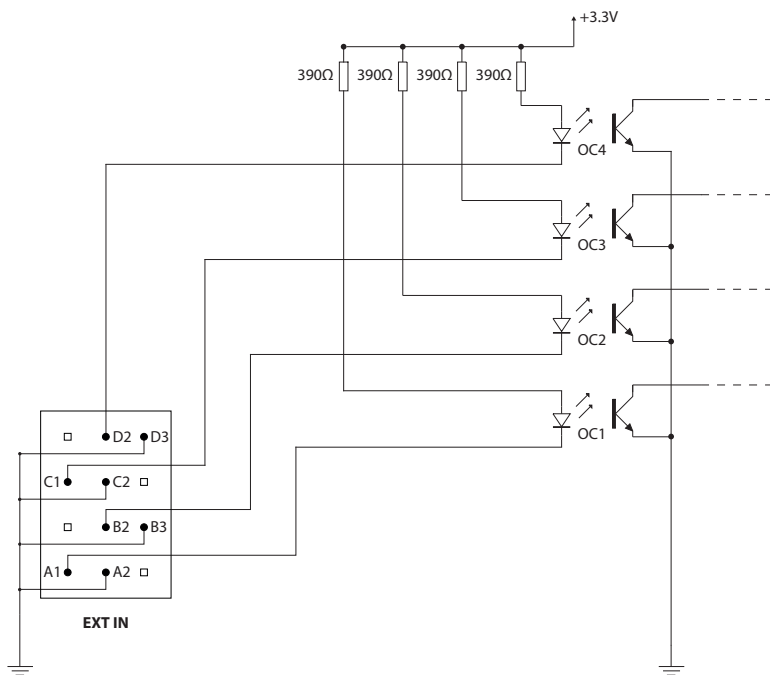 +3.3V
390Ω 390Ω 390Ω 390Ω
OC4
OC3
OC2
OC1
D2 D3
C1 C2
B2 B3
A1 A2
EXT IN